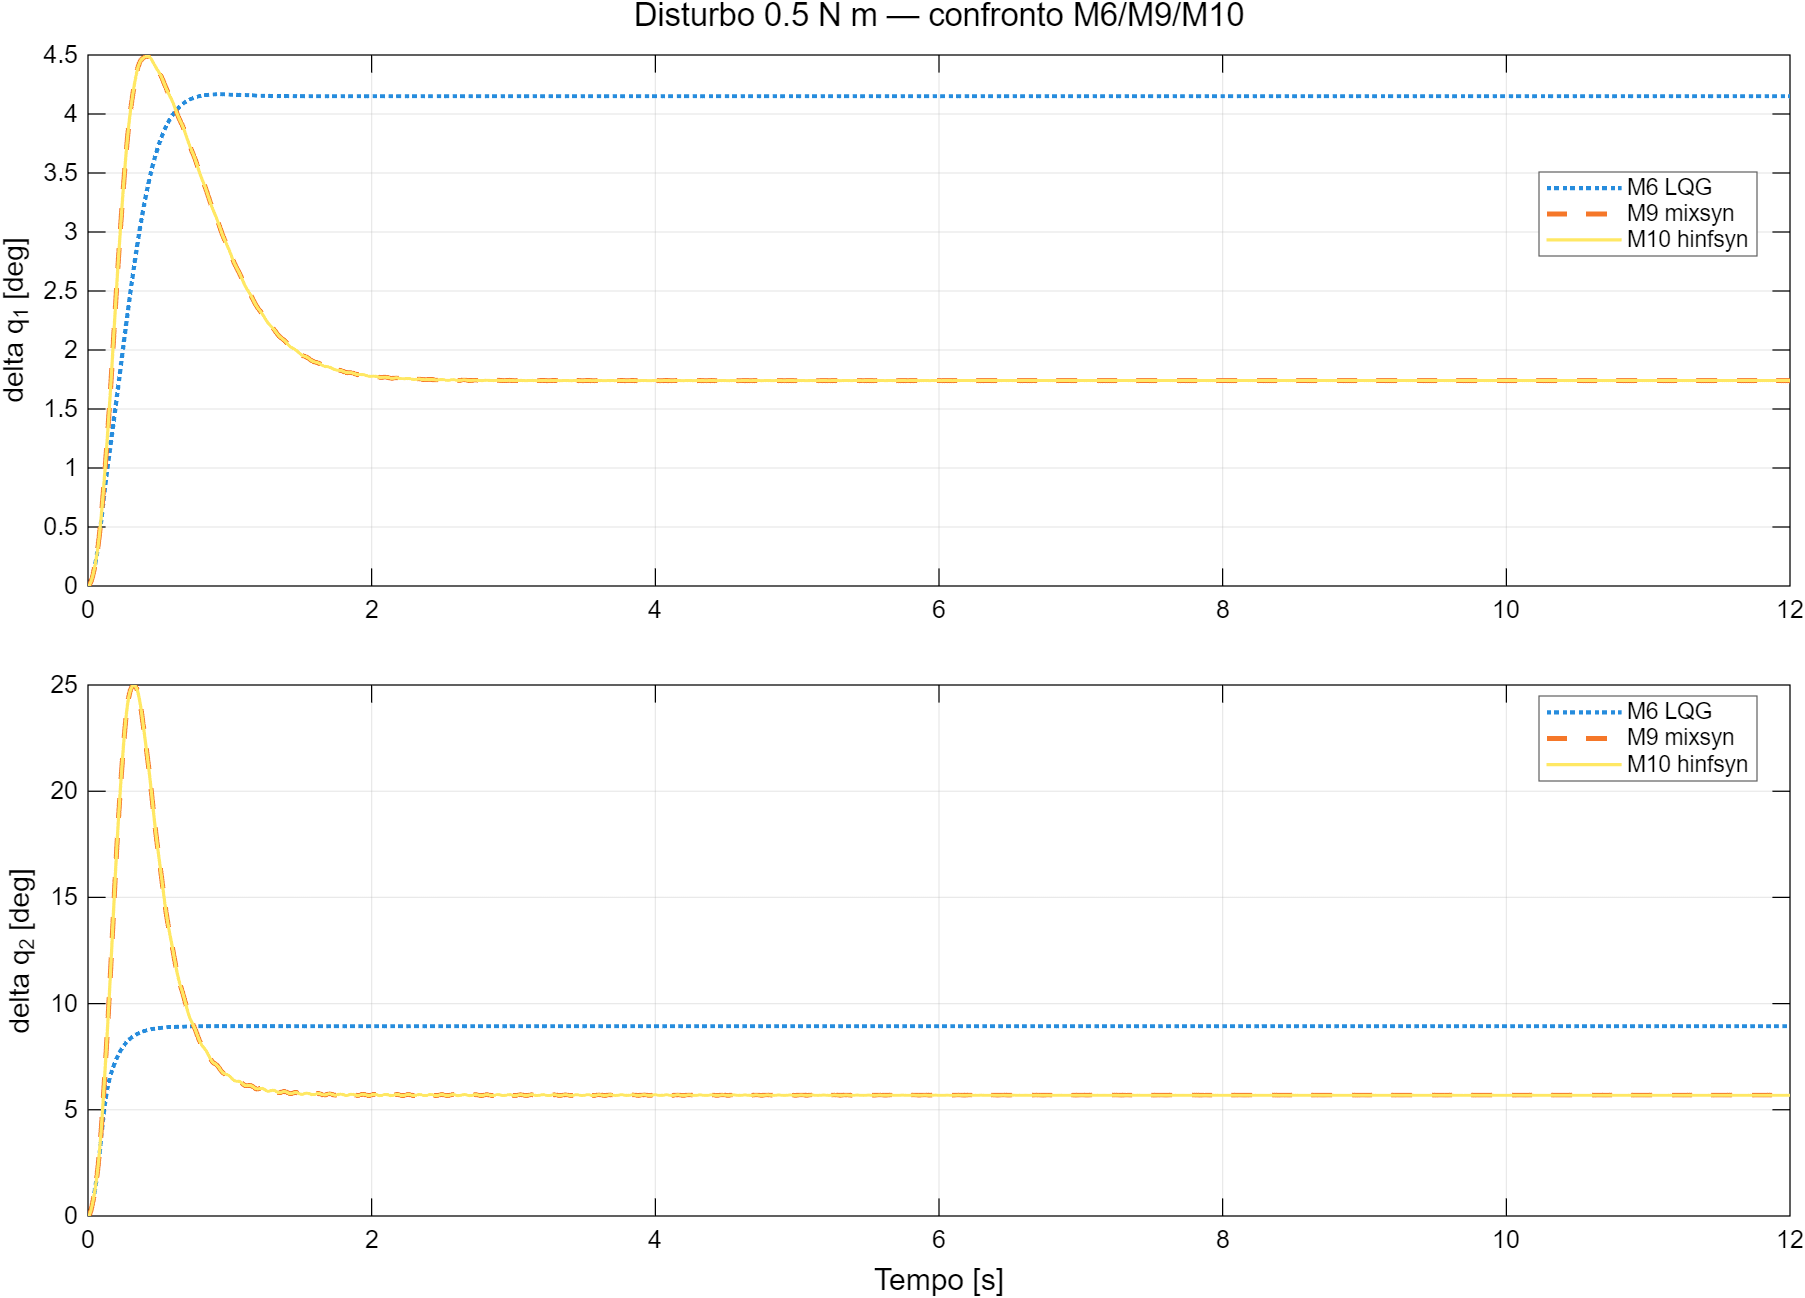 Disturbo 0.5 N m — confronto M6/M9/M10
delta q1 [deg]
4.5
4
3.5
3
2.5
2
1.5
1
0.5
0
0 2 4 6 8 10 12
M6 LQG
M9 mixsyn
M10 hinfsyn
delta q2 [deg]
25
20
15
10
5
0
0 2 4 6 8 10 12
M6 LQG
M9 mixsyn
M10 hinfsyn
Tempo [s]